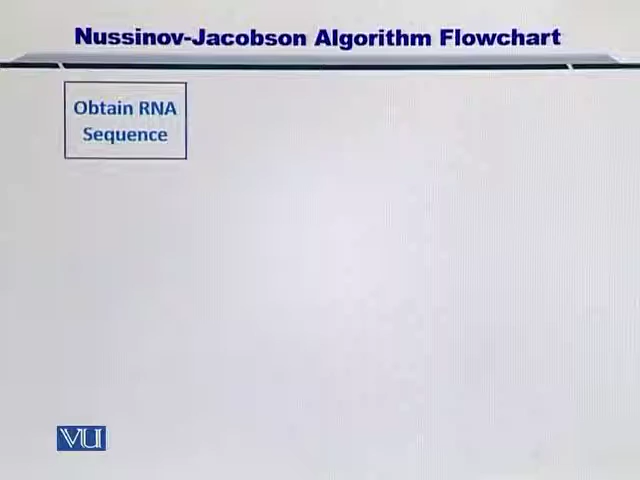 Nussinov-Jacobson Algorithm Flowchart
Obtain RNA
Sequence
VU